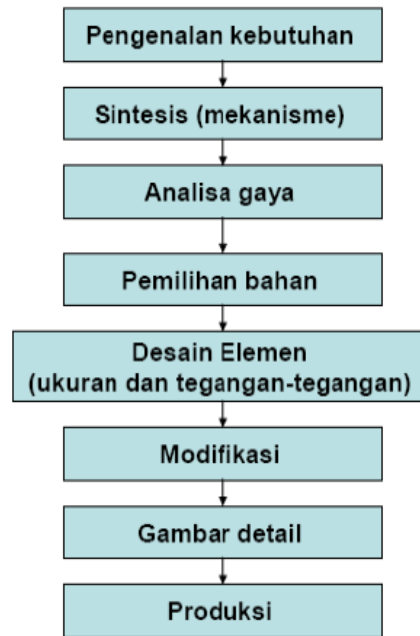 Pengenalan kebutuhan
Sintesis (mekanisme)
Analisa gaya
Pemilihan bahan
Desain Elemen
(ukuran dan tegangan-tegangan)
Modifikasi
Gambar detail
Produksi